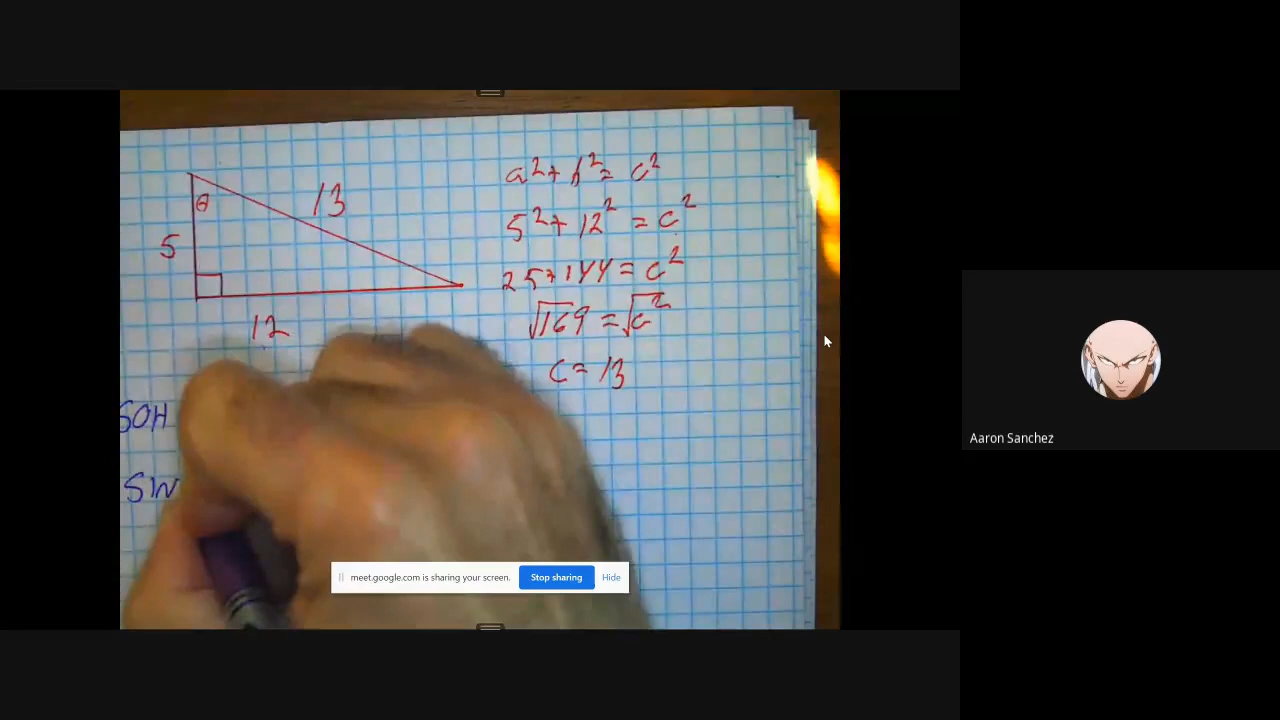 θ
13
5
12
a² + b² = c²
5² + 12² = c²
25 + 144 = c²
√169 = √c²
c = 13
SOH
SIN
meet.google.com is sharing your screen. Stop sharing Hide
Aaron Sanchez